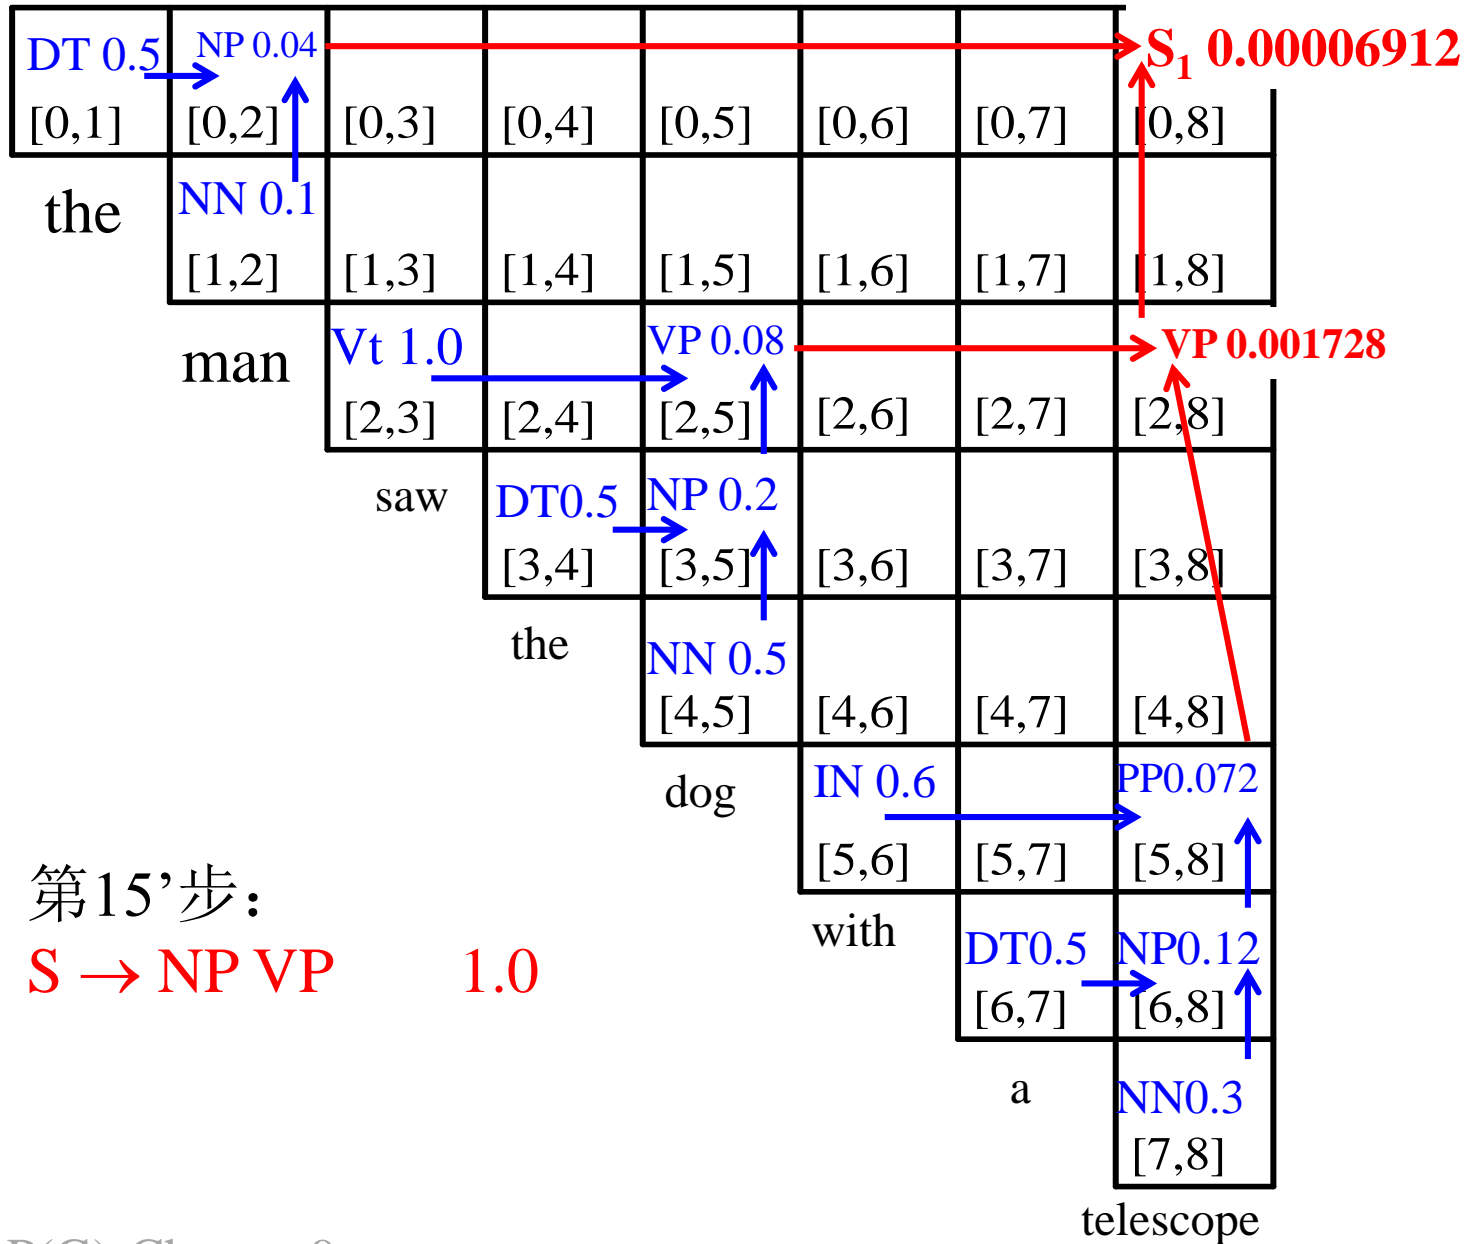 DT 0.5 NP 0.04 S₁ 0.00006912
[0,1] [0,2] [0,3] [0,4] [0,5] [0,6] [0,7] [0,8]
the NN 0.1
[1,2] [1,3] [1,4] [1,5] [1,6] [1,7] [1,8]
man Vt 1.0 VP 0.08 VP 0.001728
[2,3] [2,4] [2,5] [2,6] [2,7] [2,8]
saw DT0.5 NP 0.2
[3,4] [3,5] [3,6] [3,7] [3,8]
the NN 0.5
[4,5] [4,6] [4,7] [4,8]
dog IN 0.6 PP0.072
[5,6] [5,7] [5,8]
第15’步：
with DT0.5 NP0.12
S → NP VP 1.0
[6,7] [6,8]
a NN0.3
[7,8]
telescope